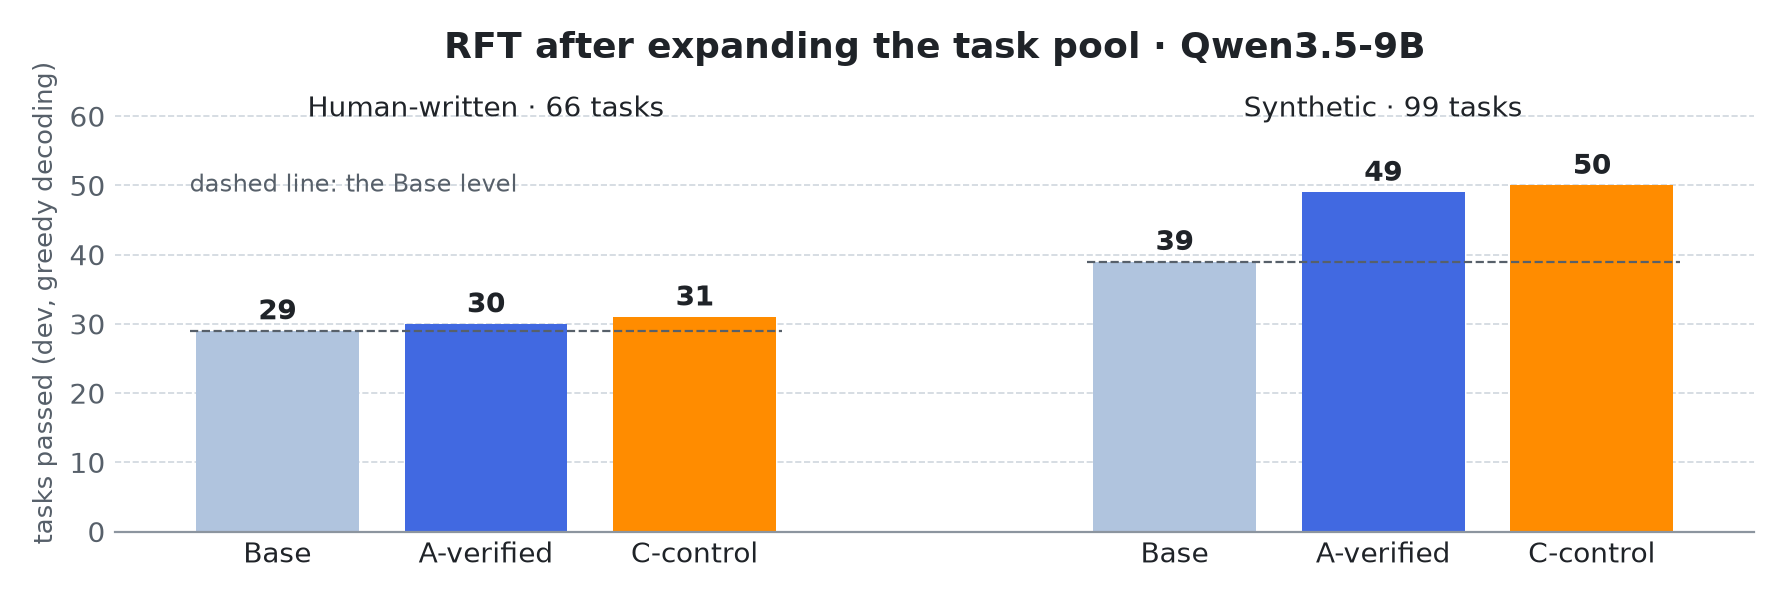 RFT after expanding the task pool · Qwen3.5-9B
tasks passed (dev, greedy decoding)
Human-written · 66 tasks
Synthetic · 99 tasks
dashed line: the Base level
60
50
40
30
20
10
0
29
30
31
39
49
50
Base
A-verified
C-control
Base
A-verified
C-control